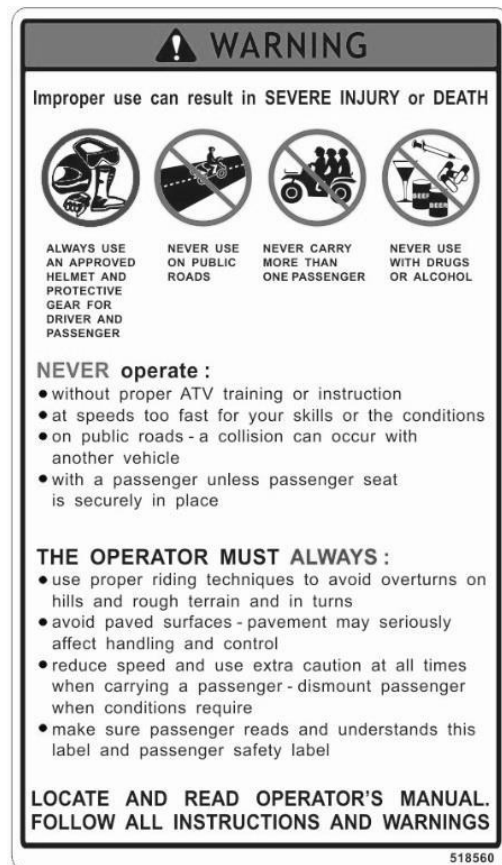 WARNING
Improper use can result in SEVERE INJURY or DEATH
BEEF
BEER
ALWAYS USE
AN APPROVED
HELMET AND
PROTECTIVE
GEAR FOR
DRIVER AND
PASSENGER
NEVER USE
ON PUBLIC
ROADS
NEVER CARRY
MORE THAN
ONE PASSENGER
NEVER USE
WITH DRUGS
OR ALCOHOL
NEVER operate :
● without proper ATV training or instruction
● at speeds too fast for your skills or the conditions
● on public roads - a collision can occur with
another vehicle
● with a passenger unless passenger seat
is securely in place
THE OPERATOR MUST ALWAYS :
● use proper riding techniques to avoid overturns on
hills and rough terrain and in turns
● avoid paved surfaces - pavement may seriously
affect handling and control
● reduce speed and use extra caution at all times
when carrying a passenger - dismount passenger
when conditions require
● make sure passenger reads and understands this
label and passenger safety label
LOCATE AND READ OPERATOR'S MANUAL.
FOLLOW ALL INSTRUCTIONS AND WARNINGS
518560